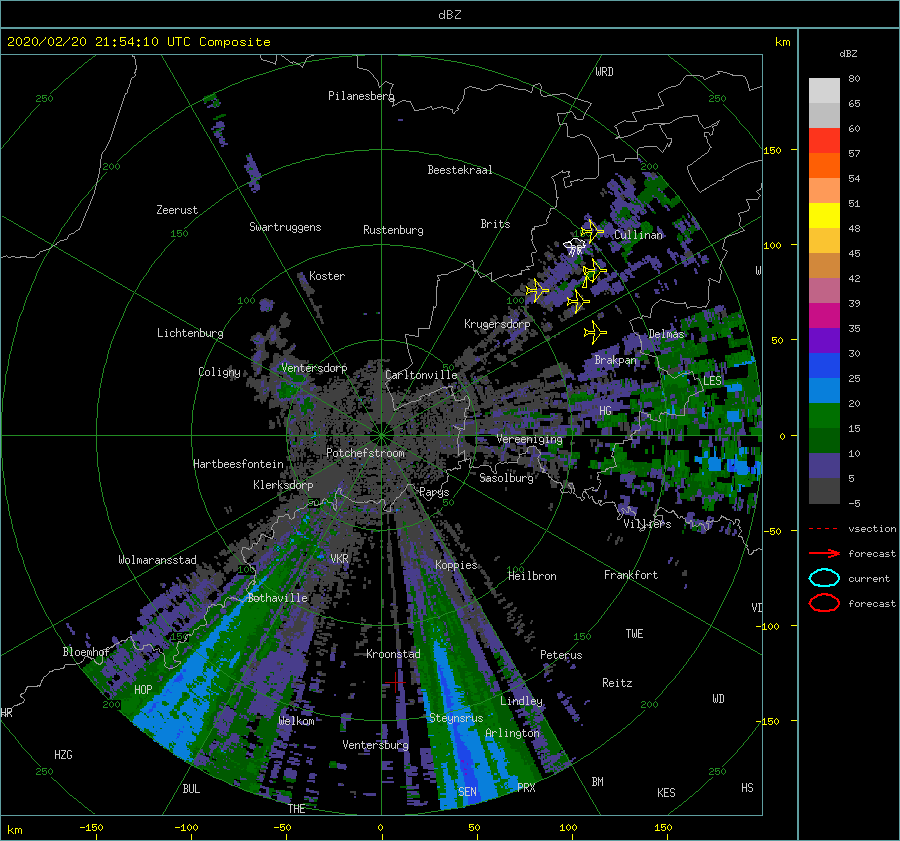 dBZ
2020/02/20 21:54:10 UTC Composite
km
dBZ
WRD
80
250
Pilanesberg
250
65
60
150
57
200
Beestekraal
200
54
Zeerust
51
Swartruggens
Rustenburg
Brits
150
Cullinan
48
100
45
W
Koster
42
100
100
39
Lichtenburg
Krugersdorp
Delmas
35
50
30
Brakpan
Coligny
Ventersdorp
Carltonville
LES
25
20
HG
15
Vereeniging
0
10
Potchefstroom
Hartbeesfontein
5
Klerksdorp
Sasolburg
Parys
50
50
-5
Villiers
vsection
-50
forecast
Wolmaransstad
VKR
Koppies
100
100
Heilbron
Frankfort
current
Bothaville
forecast
VD
-100
150
150
TWE
Bloemhof
Kroonstad
Peterus
HOP
Reitz
200
Lindley
200
WD
HR
Welkom
Steynsrus
-150
Arlington
HZG
Ventersburg
250
250
BUL
SEN
PRX
BM
KES
HS
THE
km
-150
-100
-50
0
50
100
150